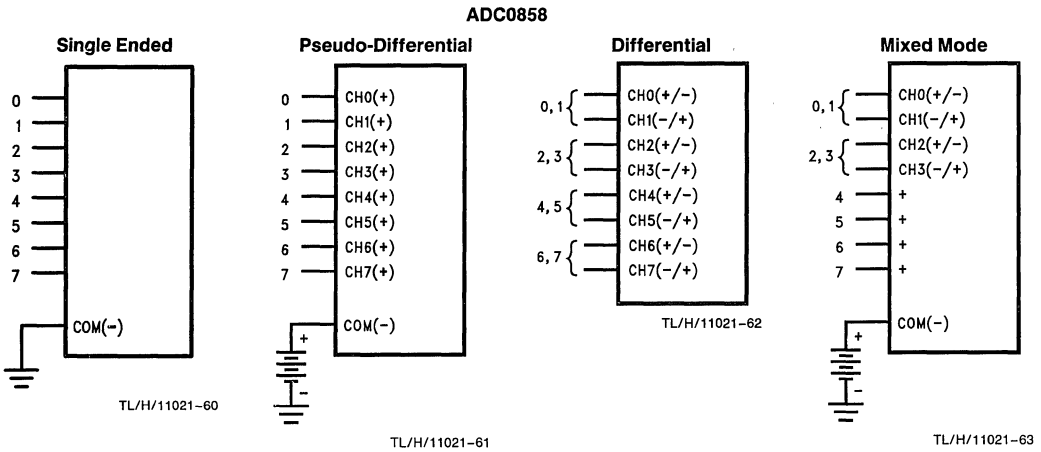 ADC0858
Single Ended
0
1
2
3
4
5
6
7
COM(-)
TL/H/11021-60
Pseudo-Differential
0 CH0(+)
1 CH1(+)
2 CH2(+)
3 CH3(+)
4 CH4(+)
5 CH5(+)
6 CH6(+)
7 CH7(+)
COM(-)
+
-
TL/H/11021-61
Differential
0, 1 { CH0(+/-)
CH1(-/+)
2, 3 { CH2(+/-)
CH3(-/+)
4, 5 { CH4(+/-)
CH5(-/+)
6, 7 { CH6(+/-)
CH7(-/+)
TL/H/11021-62
Mixed Mode
0, 1 { CH0(+/-)
CH1(-/+)
2, 3 { CH2(+/-)
CH3(-/+)
4 +
5 +
6 +
7 +
COM(-)
+
-
TL/H/11021-63